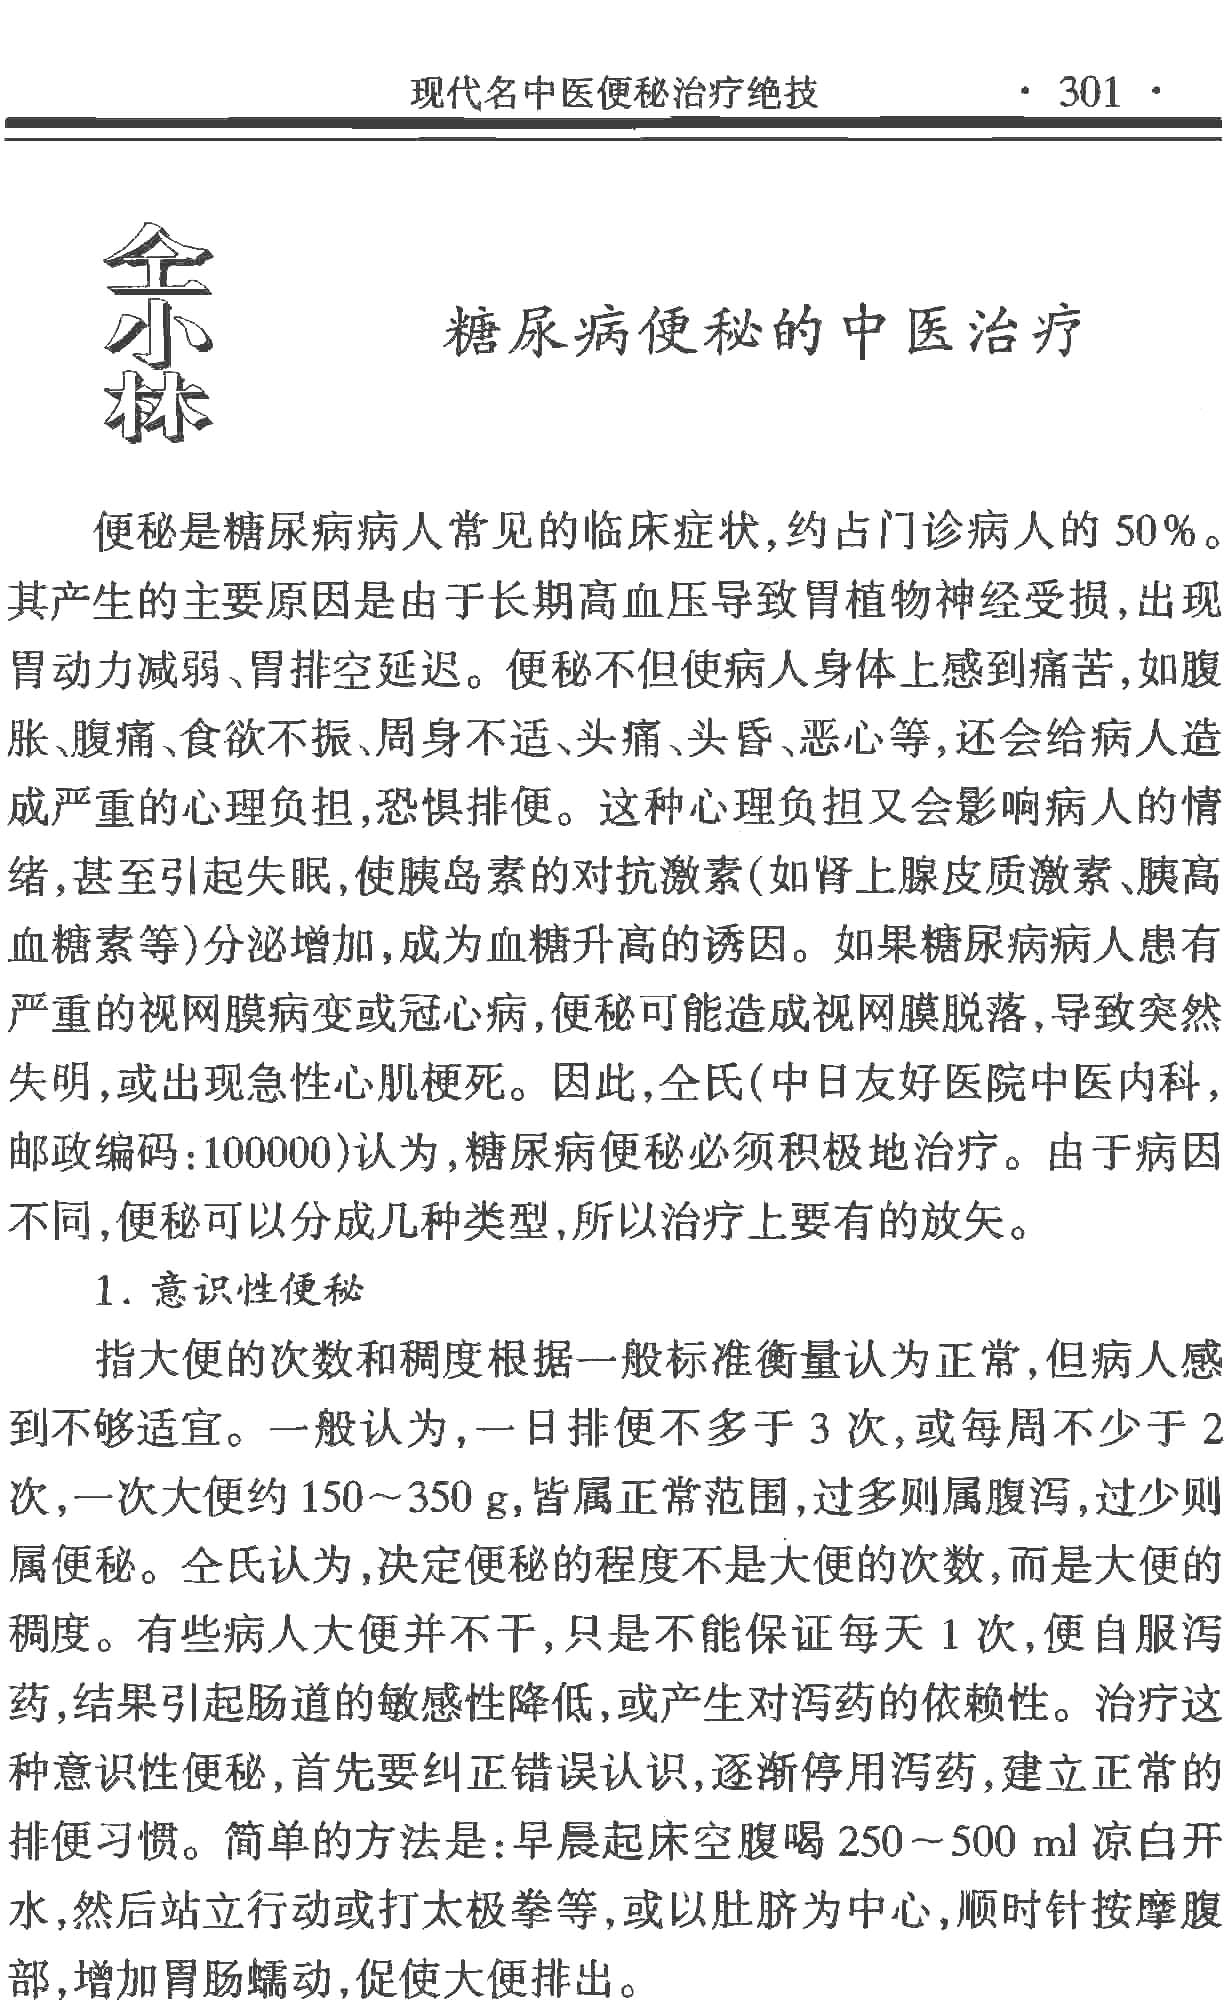 现代名中医便秘治疗绝技 · 301 ·
仝小林
糖尿病便秘的中医治疗
便秘是糖尿病病人常见的临床症状,约占门诊病人的 50%。
其产生的主要原因是由于长期高血压导致胃植物神经受损,出现
胃动力减弱、胃排空延迟。便秘不但使病人身体上感到痛苦,如腹
胀、腹痛、食欲不振、周身不适、头痛、头昏、恶心等,还会给病人造
成严重的心理负担,恐惧排便。这种心理负担又会影响病人的情
绪,甚至引起失眠,使胰岛素的对抗激素(如肾上腺皮质激素、胰高
血糖素等)分泌增加,成为血糖升高的诱因。如果糖尿病病人患有
严重的视网膜病变或冠心病,便秘可能造成视网膜脱落,导致突然
失明,或出现急性心肌梗死。因此,仝氏(中日友好医院中医内科,
邮政编码:100000)认为,糖尿病便秘必须积极地治疗。由于病因
不同,便秘可以分成几种类型,所以治疗上要有的放矢。
1. 意识性便秘
指大便的次数和稠度根据一般标准衡量认为正常,但病人感
到不够适宜。一般认为,一日排便不多于 3 次,或每周不少于 2
次,一次大便约 150～350 g,皆属正常范围,过多则属腹泻,过少则
属便秘。仝氏认为,决定便秘的程度不是大便的次数,而是大便的
稠度。有些病人大便并不干,只是不能保证每天 1 次,便自服泻
药,结果引起肠道的敏感性降低,或产生对泻药的依赖性。治疗这
种意识性便秘,首先要纠正错误认识,逐渐停用泻药,建立正常的
排便习惯。简单的方法是:早晨起床空腹喝 250～500 ml 凉白开
水,然后站立行动或打太极拳等,或以肚脐为中心,顺时针按摩腹
部,增加胃肠蠕动,促使大便排出。